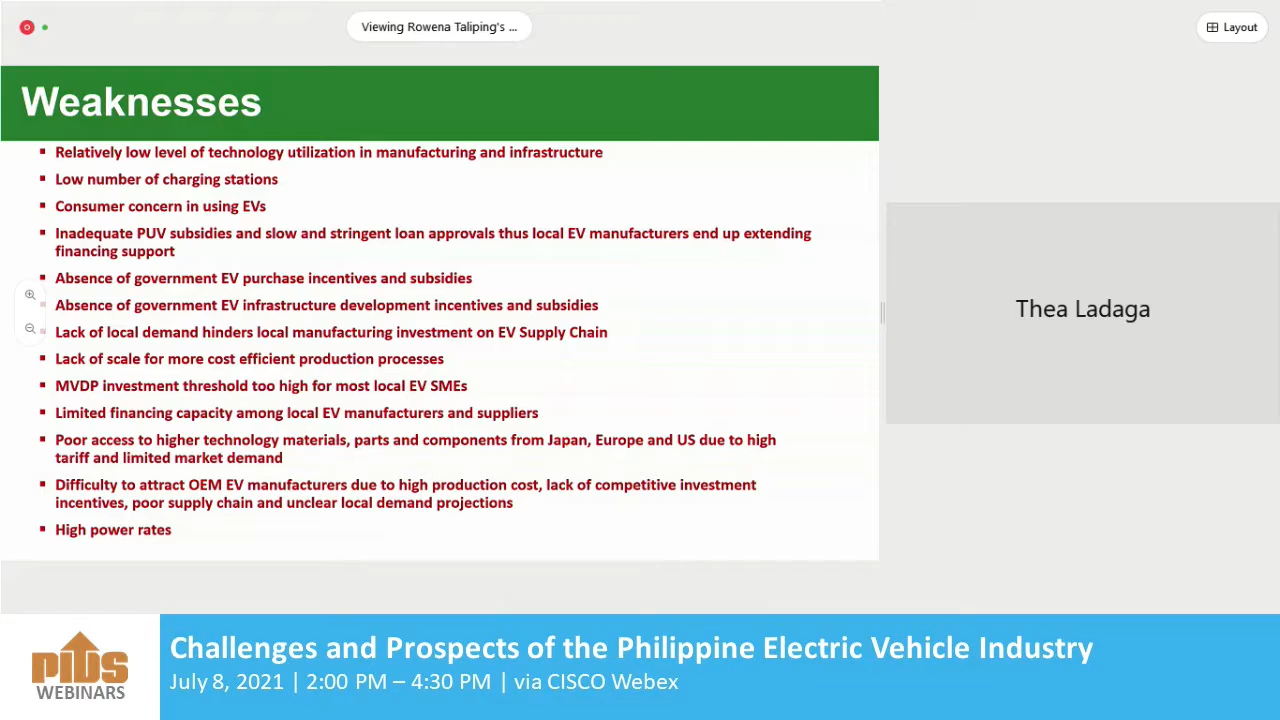 Viewing Rowena Taliping's ...
Layout
Weaknesses
▪ Relatively low level of technology utilization in manufacturing and infrastructure
▪ Low number of charging stations
▪ Consumer concern in using EVs
▪ Inadequate PUV subsidies and slow and stringent loan approvals thus local EV manufacturers end up extending
financing support
▪ Absence of government EV purchase incentives and subsidies
▪ Absence of government EV infrastructure development incentives and subsidies
▪ Lack of local demand hinders local manufacturing investment on EV Supply Chain
▪ Lack of scale for more cost efficient production processes
▪ MVDP investment threshold too high for most local EV SMEs
▪ Limited financing capacity among local EV manufacturers and suppliers
▪ Poor access to higher technology materials, parts and components from Japan, Europe and US due to high
tariff and limited market demand
▪ Difficulty to attract OEM EV manufacturers due to high production cost, lack of competitive investment
incentives, poor supply chain and unclear local demand projections
▪ High power rates
Thea Ladaga
PIDS
WEBINARS
Challenges and Prospects of the Philippine Electric Vehicle Industry
July 8, 2021 | 2:00 PM – 4:30 PM | via CISCO Webex